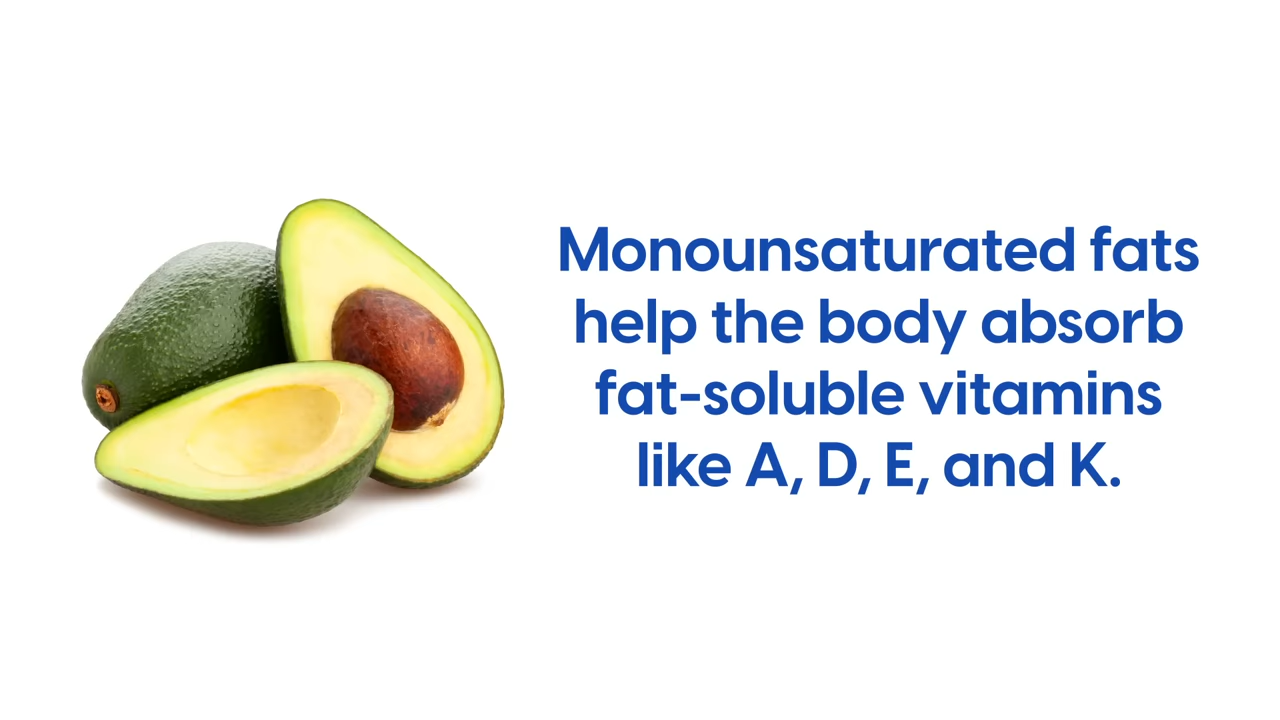 Monounsaturated fats
help the body absorb
fat-soluble vitamins
like A, D, E, and K.